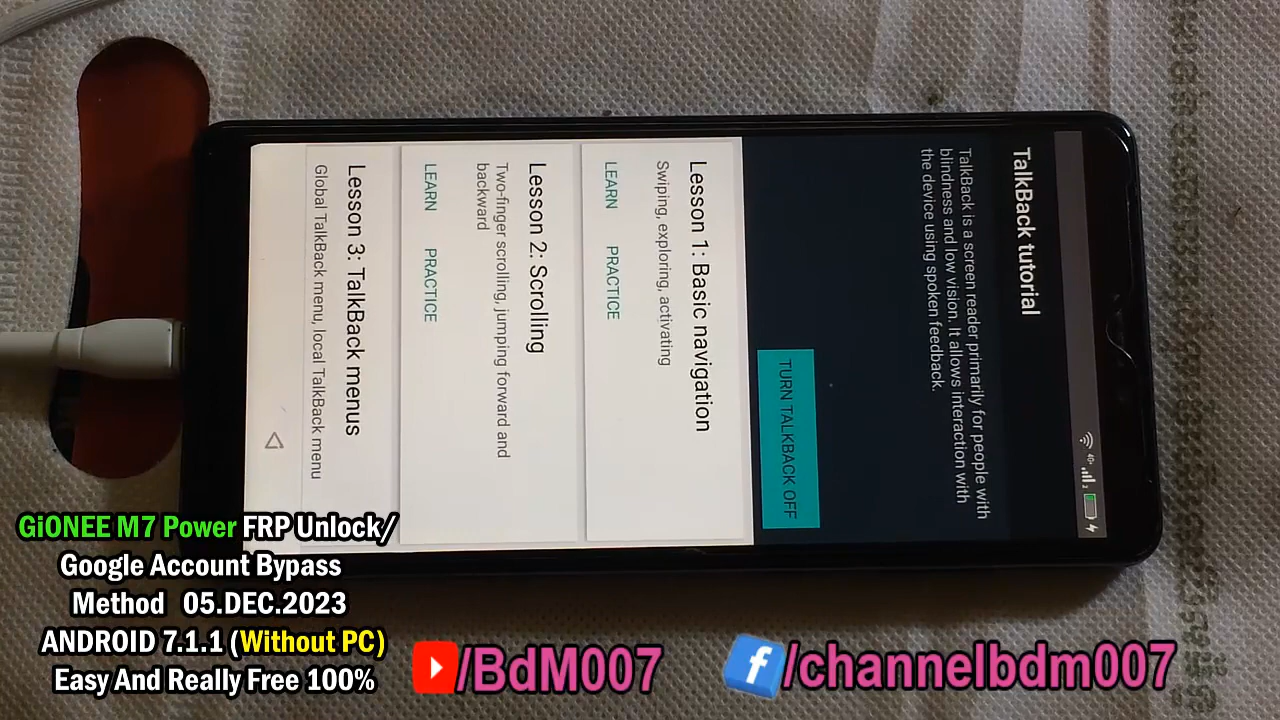 TalkBack tutorial
TalkBack is a screen reader primarily for people with
blindness and low vision. It allows interaction with
the device using spoken feedback.
TURN TALKBACK OFF
Lesson 1: Basic navigation
Swiping, exploring, activating
LEARN PRACTICE
Lesson 2: Scrolling
Two-finger scrolling, jumping forward and
backward
LEARN PRACTICE
Lesson 3: TalkBack menus
Global TalkBack menu, local TalkBack menu
GiONEE M7 Power FRP Unlock/
Google Account Bypass
Method 05.DEC.2023
ANDROID 7.1.1 (Without PC)
Easy And Really Free 100%
/BdM007
/channelbdm007